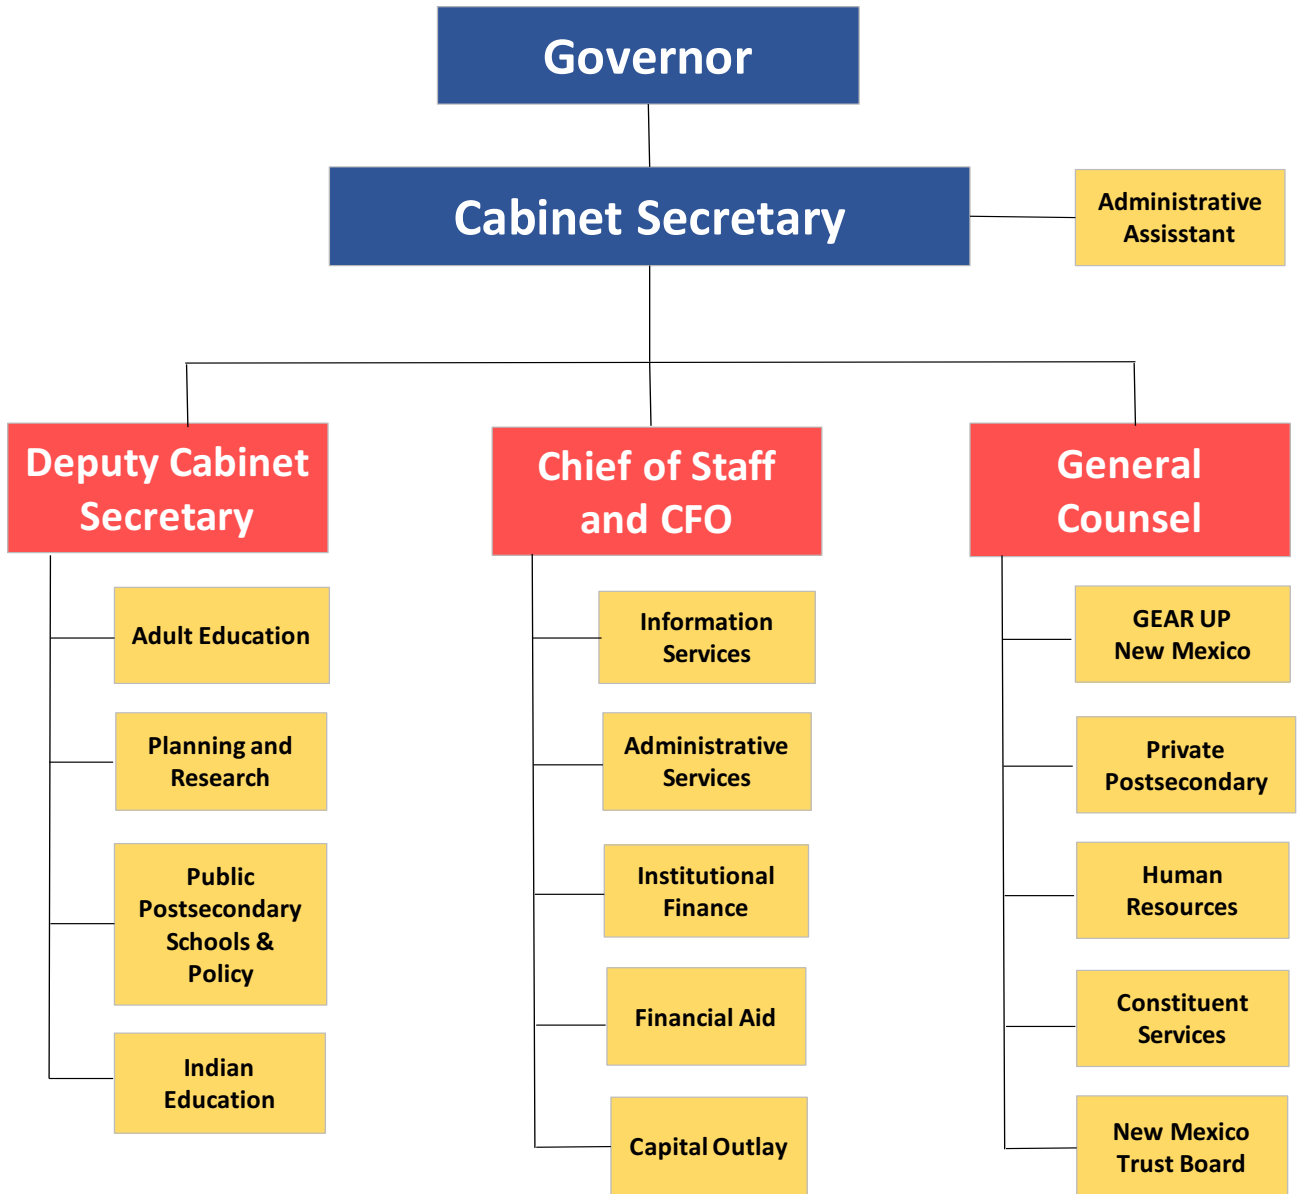 Governor
Cabinet Secretary
Administrative
Assisstant
Deputy Cabinet
Secretary
Chief of Staff
and CFO
General
Counsel
Adult Education
Planning and
Research
Public
Postsecondary
Schools &
Policy
Indian
Education
Information
Services
Administrative
Services
Institutional
Finance
Financial Aid
Capital Outlay
GEAR UP
New Mexico
Private
Postsecondary
Human
Resources
Constituent
Services
New Mexico
Trust Board